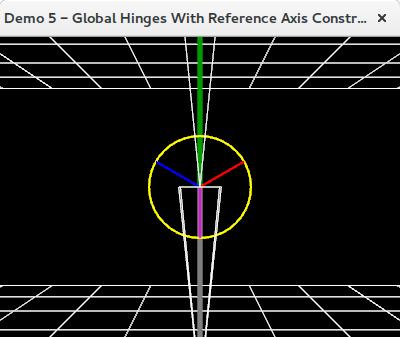 Demo 5 – Global Hinges With Reference Axis Constr...